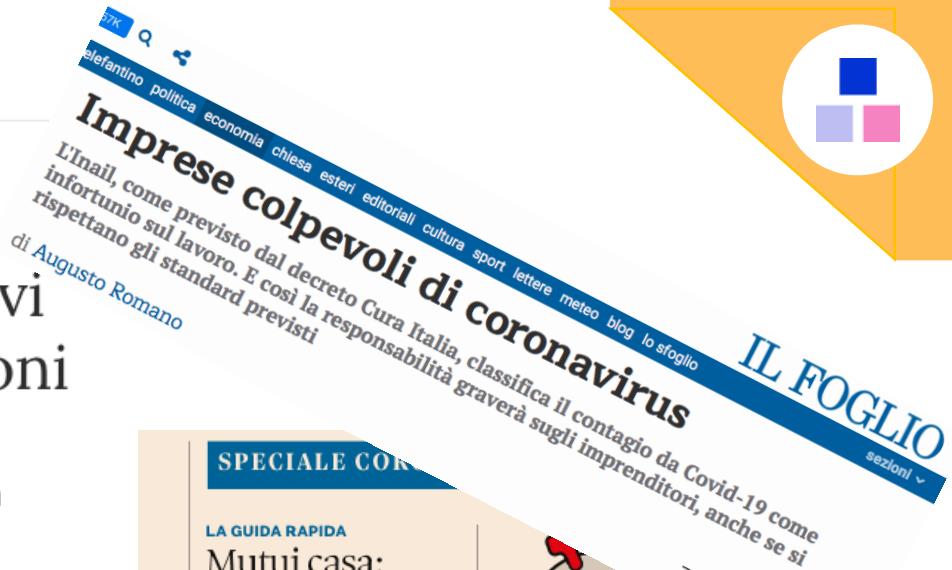 57K
elefantino politica economia chiesa esteri editoriali cultura sport lettere meteo blog lo sfoglio
IL FOGLIO
sezioni
Imprese colpevoli di coronavirus
L'Inail, come previsto dal decreto Cura Italia, classifica il contagio da Covid-19 come
infortunio sul lavoro. E così la responsabilità graverà sugli imprenditori, anche se si
rispettano gli standard previsti
di Augusto Romano
vi
oni
SPECIALE COR
LA GUIDA RAPIDA
Mutui casa: